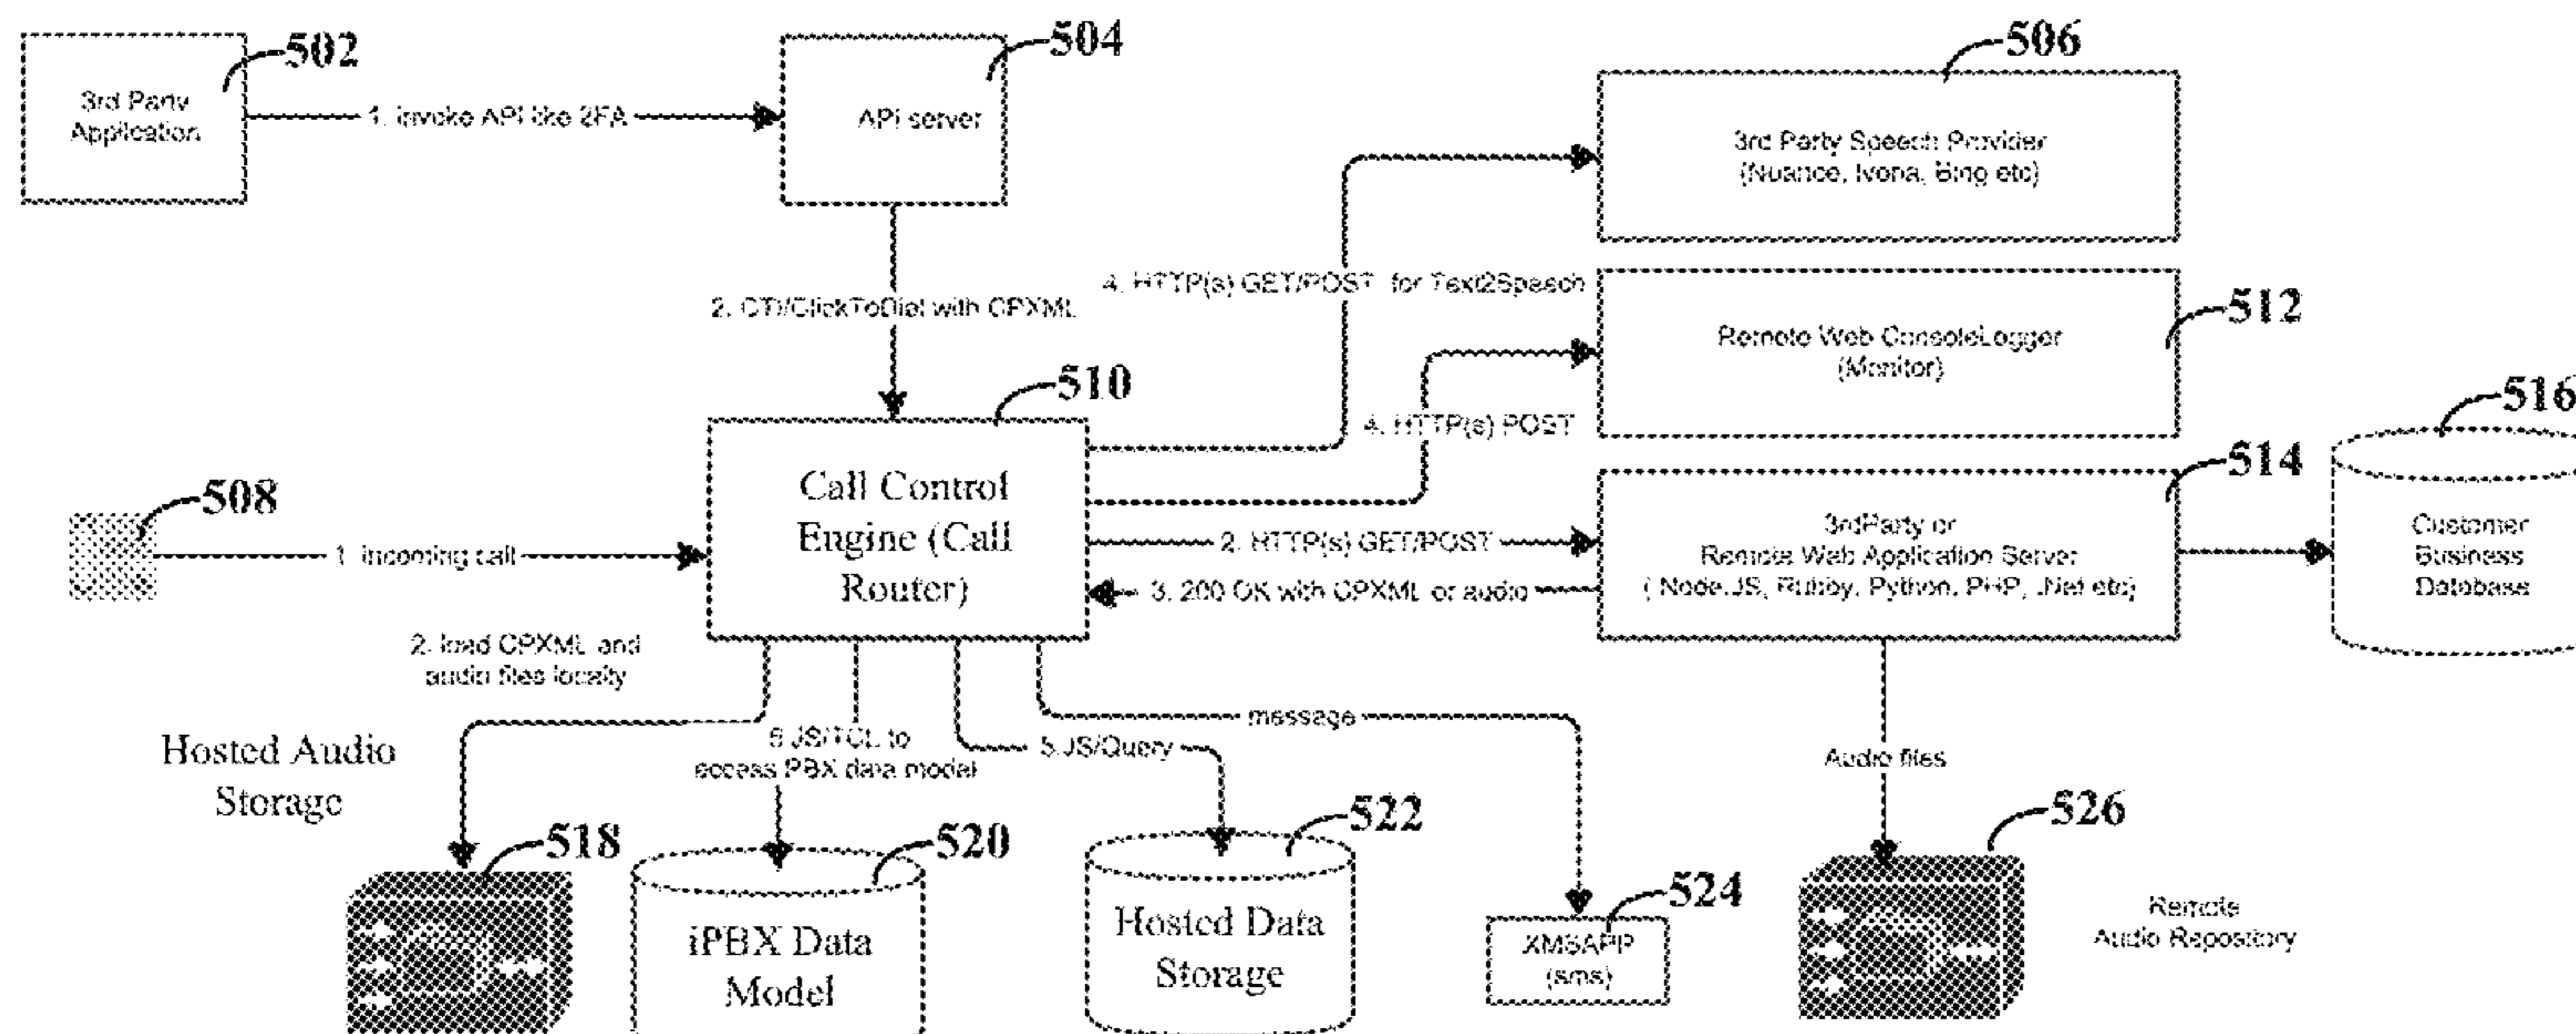 502
3rd Party
Application
1. invoke API like 2FA
504
API server
506
3rd Party Speech Provider
(Nuance, Ivona, Bing etc)
2. CTI/ClickToDial with CPXML
4. HTTP(s) GET/POST for Text2Speech
512
Remote Web ConsoleLogger
(Monitor)
4. HTTP(s) POST
510
Call Control
Engine (Call
Router)
508
1. incoming call
2. HTTP(s) GET/POST
3. 200 OK with CPXML or audio
514
3rdParty or
Remote Web Application Server
( Node.JS, Rubby, Python, PHP, .Net etc)
516
Customer
Business
Database
2. load CPXML and
audio files locally
Hosted Audio
Storage
518
6.JS/TCL to
access PBX data modal
520
iPBX Data
Model
5.JS/Query
522
Hosted Data
Storage
message
524
XMSAPP
(sms)
Audio files
526
Remote
Audio Repository